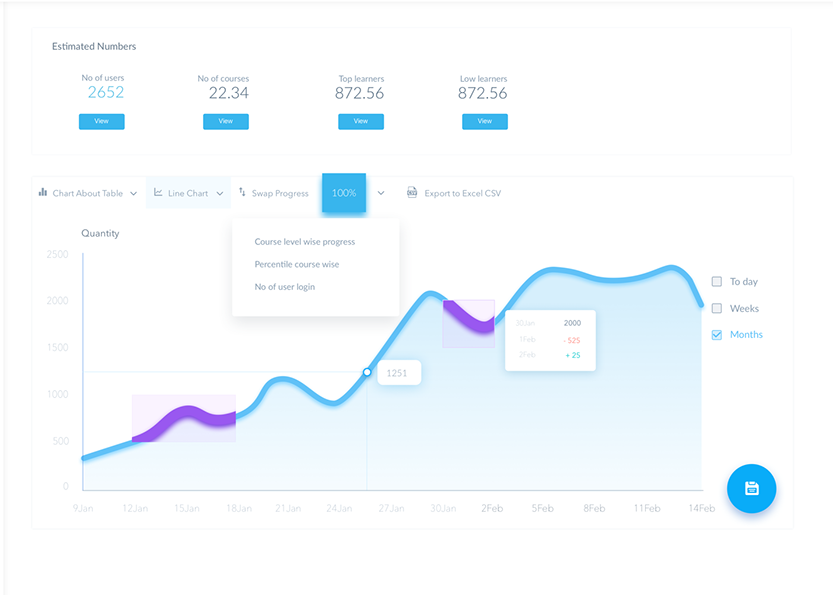 Estimated Numbers
No of users
2652
View
No of courses
22.34
View
Top learners
872.56
View
Low learners
872.56
View
Chart About Table
Line Chart
Swap Progress
100%
Export to Excel CSV
Course level wise progress
Percentile course wise
No of user login
Quantity
2500
2000
1500
1000
500
0
1251
30Jan 2000
1Feb - 525
2Feb + 25
To day
Weeks
Months
9Jan 12Jan 15Jan 18Jan 21Jan 24Jan 27Jan 30Jan 2Feb 5Feb 8Feb 11Feb 14Feb